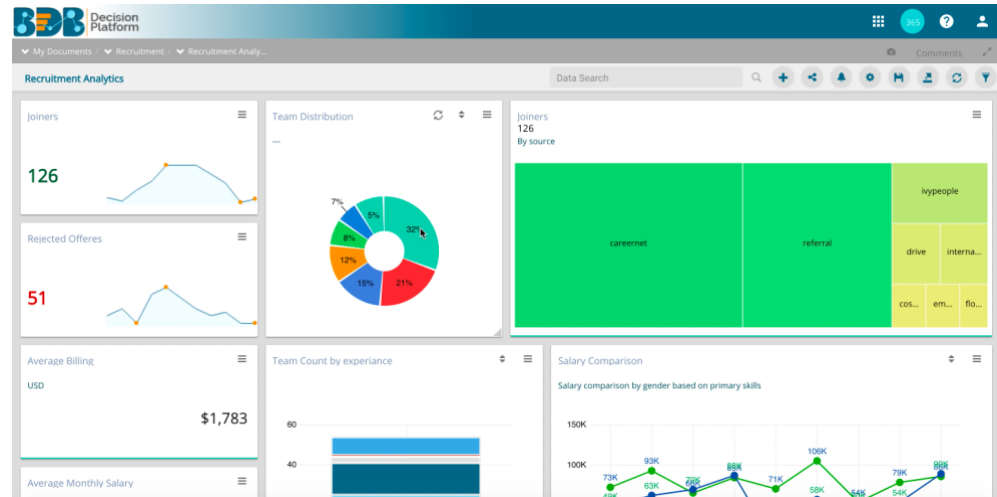 BDB Decision
Platform
365
My Documents / Recruitment / Recruitment Analy...
Comments
Recruitment Analytics
Data Search
Joiners
126
Team Distribution
...
7%
5%
32%
8%
12%
15%
21%
Joiners
126
By source
careernet
referral
ivypeople
drive
interna...
cos...
em...
flo...
Rejected Offeres
51
Average Billing
USD
$1,783
Team Count by experiance
60
40
Salary Comparison
Salary comparison by gender based on primary skills
150K
100K
73K
93K
63K
71K
106K
58K
79K
54K
Average Monthly Salary